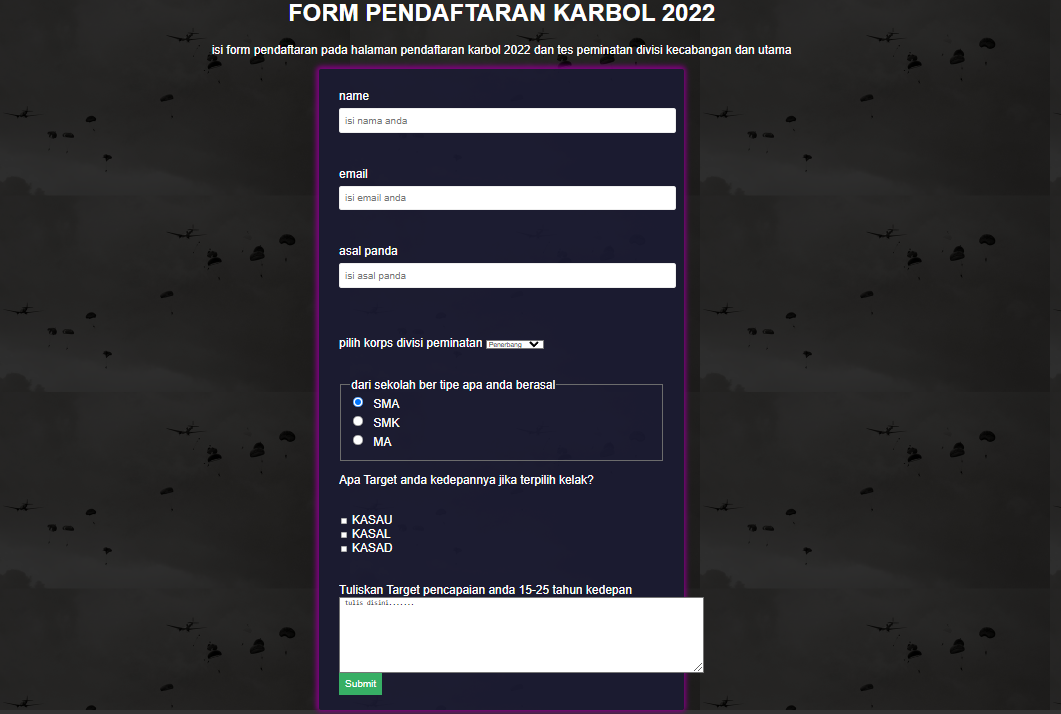 FORM PENDAFTARAN KARBOL 2022
isi form pendaftaran pada halaman pendaftaran karbol 2022 dan tes peminatan divisi kecabangan dan utama
name
isi nama anda
email
isi email anda
asal panda
isi asal panda
pilih korps divisi peminatan Penerbang
dari sekolah ber tipe apa anda berasal
SMA
SMK
MA
Apa Target anda kedepannya jika terpilih kelak?
KASAU
KASAL
KASAD
Tuliskan Target pencapaian anda 15-25 tahun kedepan
tulis disini.......
Submit